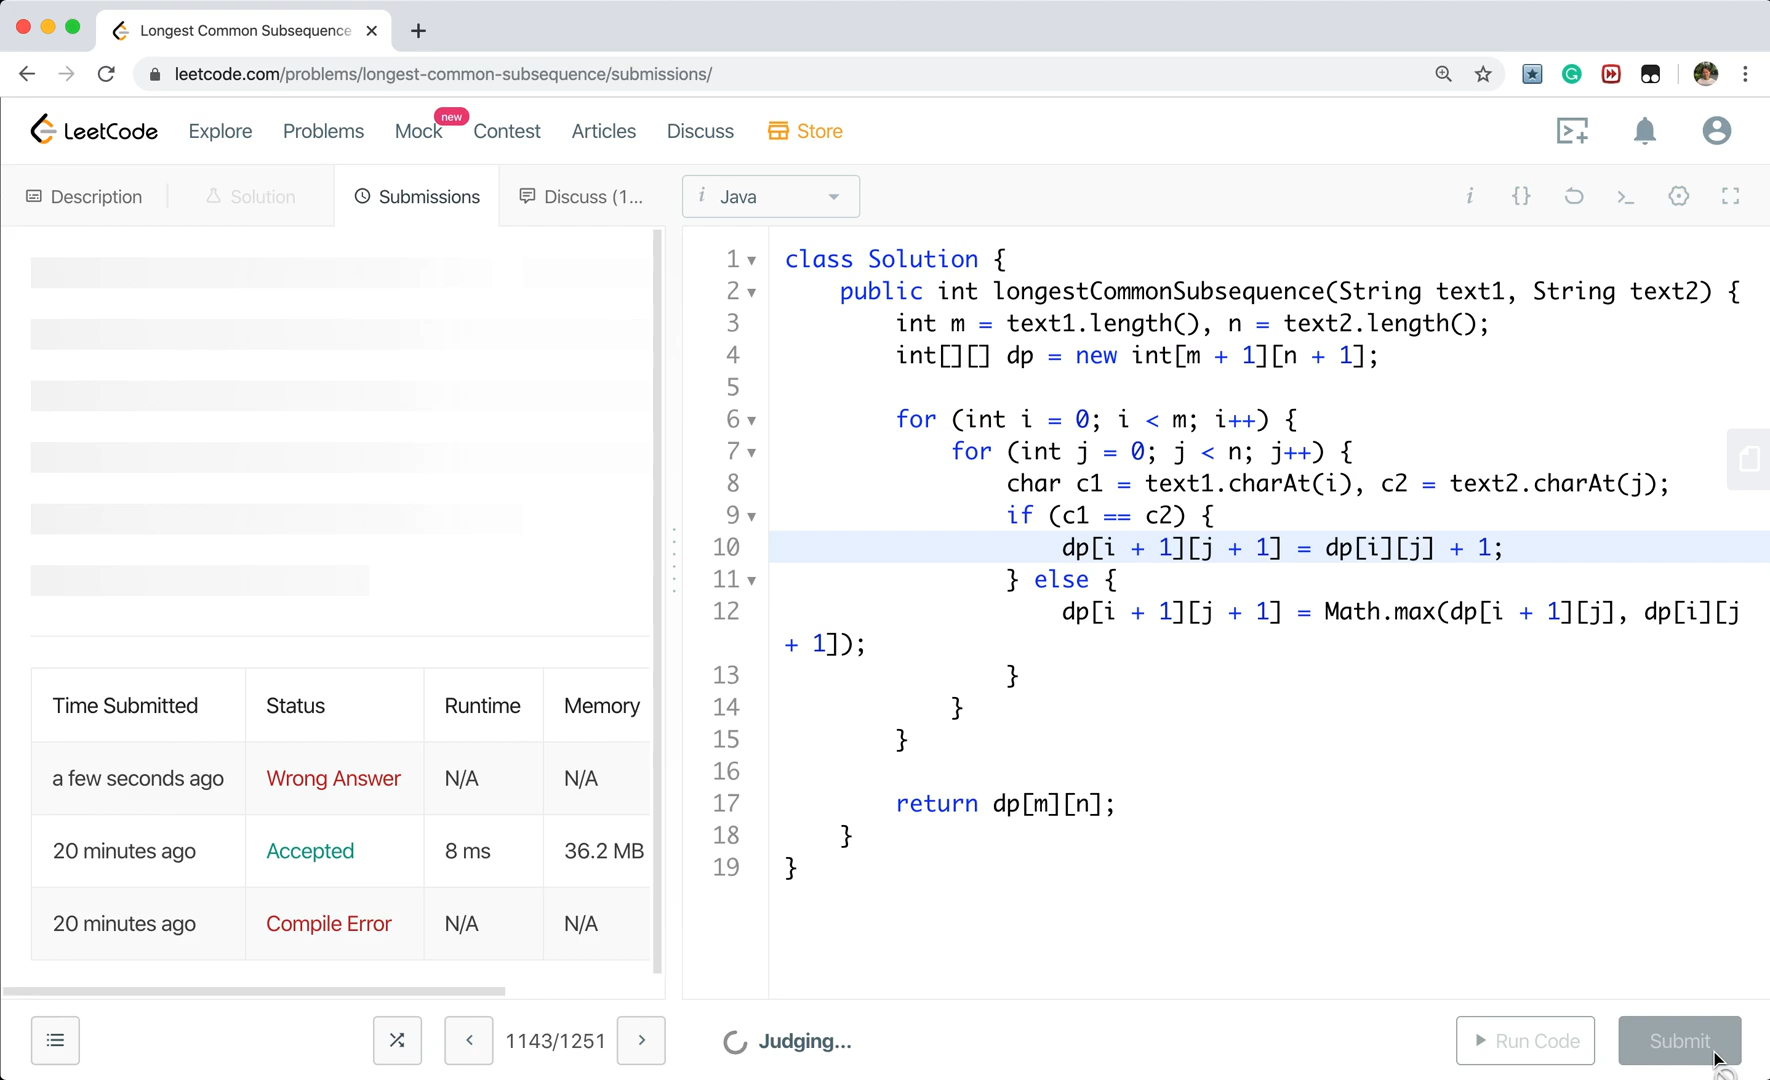 Longest Common Subsequence
leetcode.com/problems/longest-common-subsequence/submissions/
LeetCode Explore Problems Mock new Contest Articles Discuss Store
Description Solution Submissions Discuss (1...
i Java
1 class Solution {
2 public int longestCommonSubsequence(String text1, String text2) {
3 int m = text1.length(), n = text2.length();
4 int[][] dp = new int[m + 1][n + 1];
5
6 for (int i = 0; i < m; i++) {
7 for (int j = 0; j < n; j++) {
8 char c1 = text1.charAt(i), c2 = text2.charAt(j);
9 if (c1 == c2) {
10 dp[i + 1][j + 1] = dp[i][j] + 1;
11 } else {
12 dp[i + 1][j + 1] = Math.max(dp[i + 1][j], dp[i][j
+ 1]);
13 }
14 }
15 }
16
17 return dp[m][n];
18 }
19 }
Time Submitted Status Runtime Memory
a few seconds ago Wrong Answer N/A N/A
20 minutes ago Accepted 8 ms 36.2 MB
20 minutes ago Compile Error N/A N/A
1143/1251
Judging...
Run Code
Submit